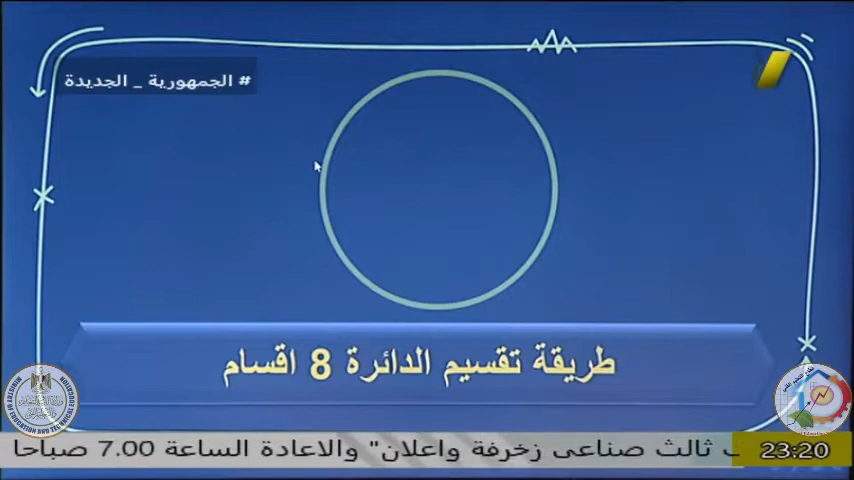 # الجمهورية _ الجديدة
طريقة تقسيم الدائرة 8 اقسام
ثالث صناعى زخرفة واعلان" والاعادة الساعة 7.00 صباحا
23:20